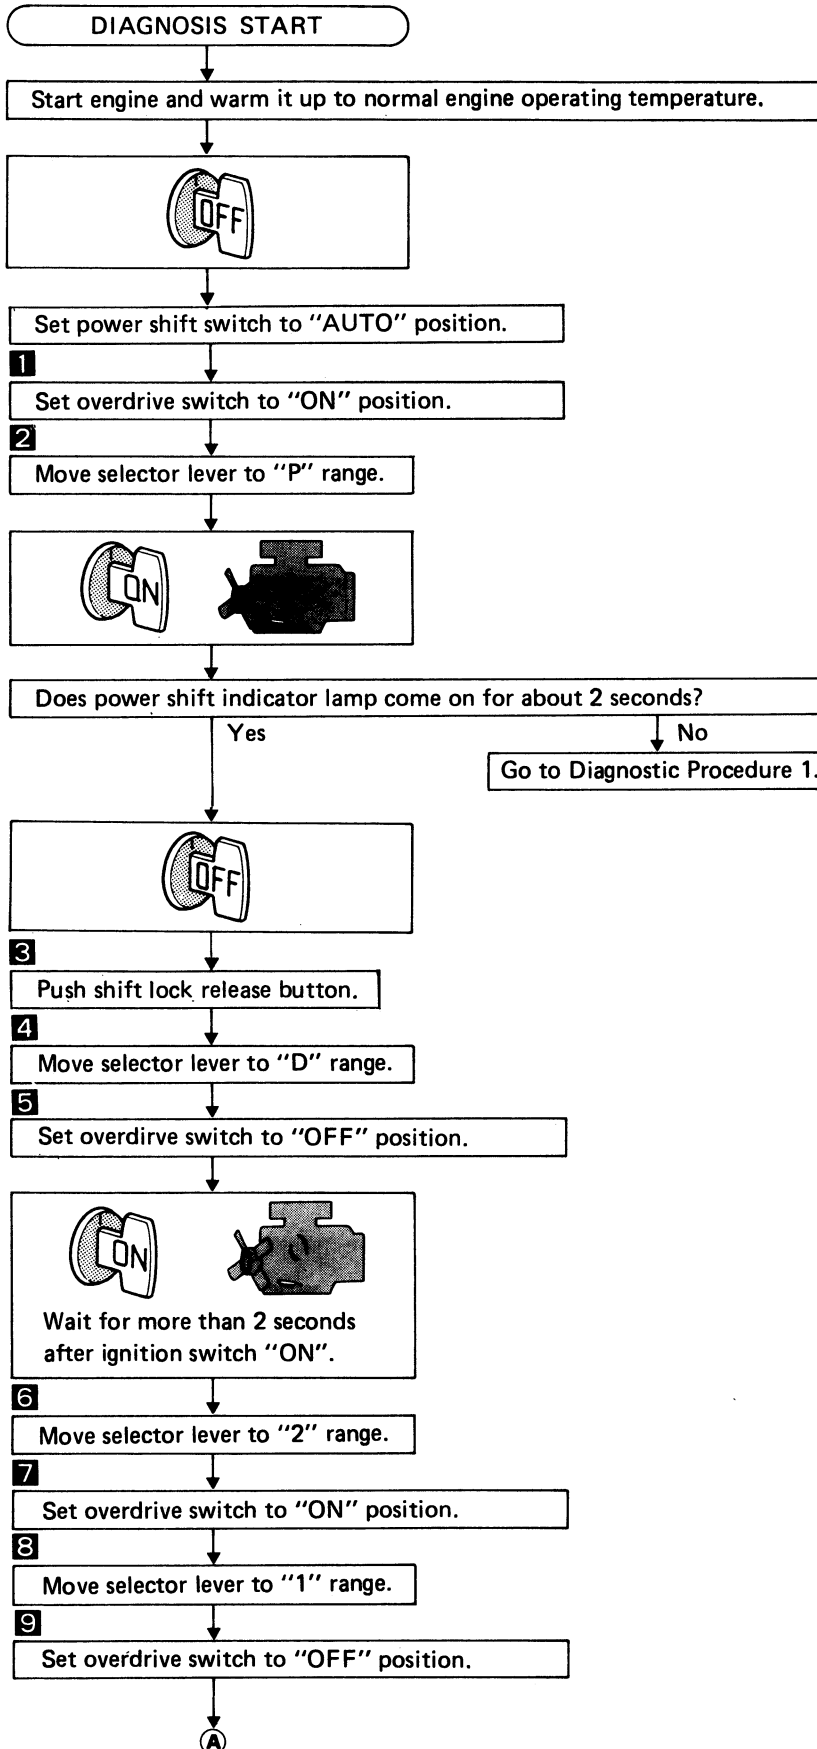 DIAGNOSIS START
Start engine and warm it up to normal engine operating temperature.
OFF
Set power shift switch to "AUTO" position.
1
Set overdrive switch to "ON" position.
2
Move selector lever to "P" range.
ON
Does power shift indicator lamp come on for about 2 seconds?
Yes
No
Go to Diagnostic Procedure 1.
OFF
3
Push shift lock release button.
4
Move selector lever to "D" range.
5
Set overdirve switch to "OFF" position.
ON
Wait for more than 2 seconds
after ignition switch "ON".
6
Move selector lever to "2" range.
7
Set overdrive switch to "ON" position.
8
Move selector lever to "1" range.
9
Set overdrive switch to "OFF" position.
A